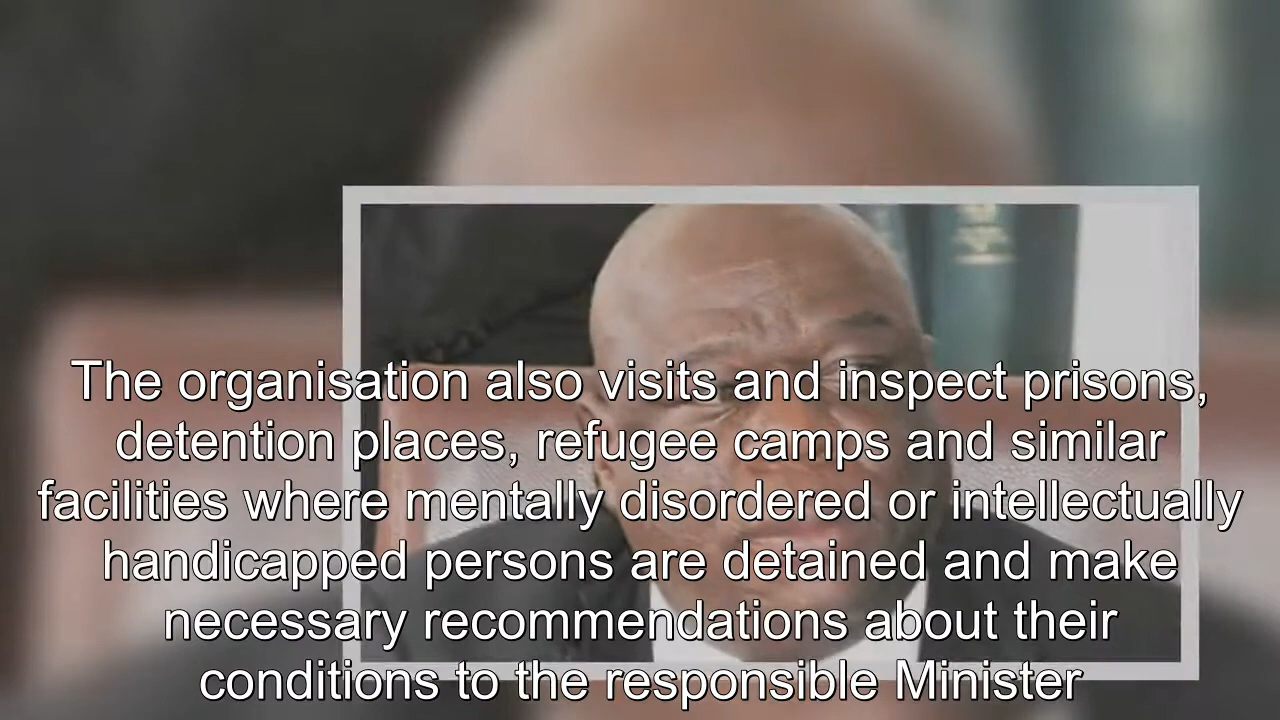 The organisation also visits and inspect prisons,
detention places, refugee camps and similar
facilities where mentally disordered or intellectually
handicapped persons are detained and make
necessary recommendations about their
conditions to the responsible Minister